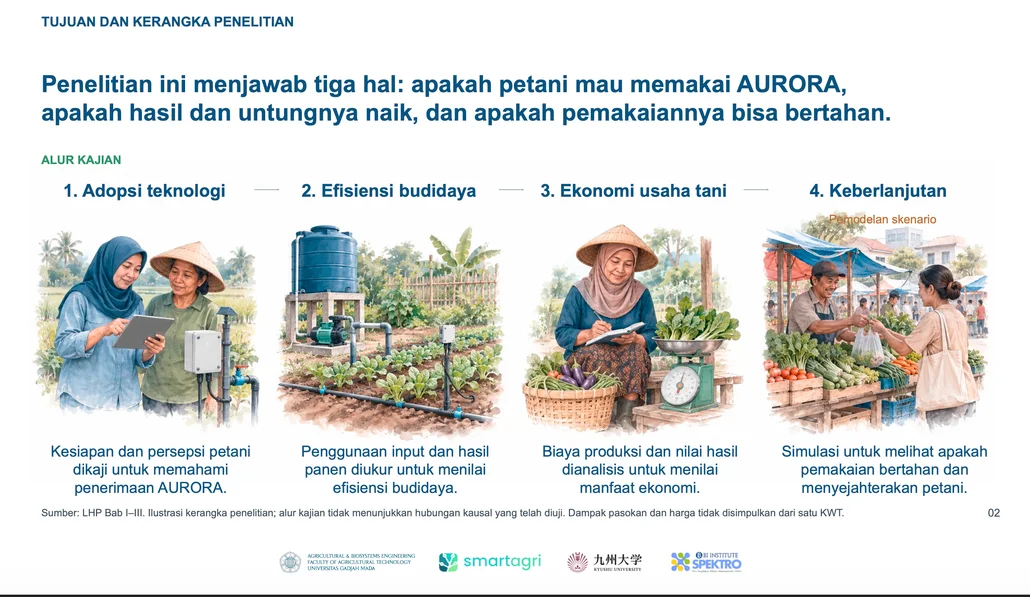 TUJUAN DAN KERANGKA PENELITIAN
Penelitian ini menjawab tiga hal: apakah petani mau memakai AURORA,
apakah hasil dan untungnya naik, dan apakah pemakaiannya bisa bertahan.
ALUR KAJIAN
1. Adopsi teknologi
2. Efisiensi budidaya
3. Ekonomi usaha tani
4. Keberlanjutan
Pemodelan skenario
Kesiapan dan persepsi petani
dikaji untuk memahami
penerimaan AURORA.
Penggunaan input dan hasil
panen diukur untuk menilai
efisiensi budidaya.
Biaya produksi dan nilai hasil
dianalisis untuk menilai
manfaat ekonomi.
Simulasi untuk melihat apakah
pemakaian bertahan dan
menyejahterakan petani.
Sumber: LHP Bab I–III. Ilustrasi kerangka penelitian; alur kajian tidak menunjukkan hubungan kausal yang telah diuji. Dampak pasokan dan harga tidak disimpulkan dari satu KWT.
02
AGRICULTURAL & BIOSYSTEMS ENGINEERING
FACULTY OF AGRICULTURAL TECHNOLOGY
UNIVERSITAS GADJAH MADA
smartagri
九州大学
KYUSHU UNIVERSITY
BI INSTITUTE
SPEKTRO